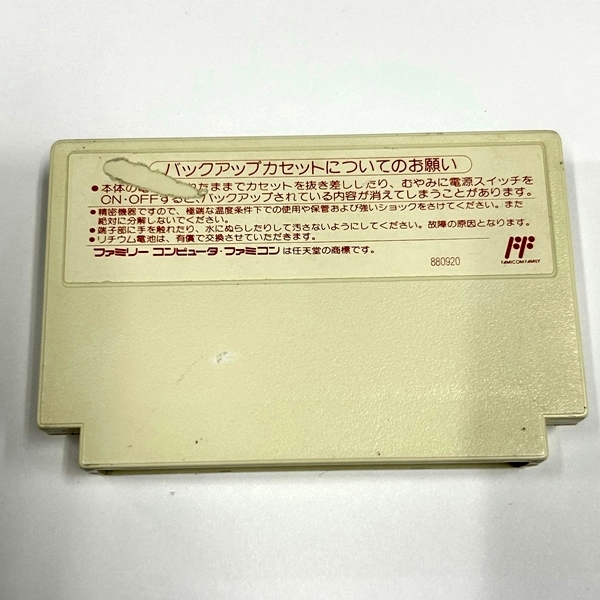 バックアップカセットについてのお願い
●本体の たままでカセットを抜き差ししたり、むやみに電源スイッチを
ON・OFFすると、バックアップされている内容が消えてしまうことがあります。
●精密機器ですので、極端な温度条件下での使用や保管および強いショックをさけてください。また
絶対に分解しないでください。
●端子部に手を触れたり、水にぬらしたりして汚さないようにしてください。故障の原因となります。
●リチウム電池は、有償で交換させていただきます。
ファミリー コンピュータ・ファミコンは任天堂の商標です。
880920
FAMICOM FAMILY